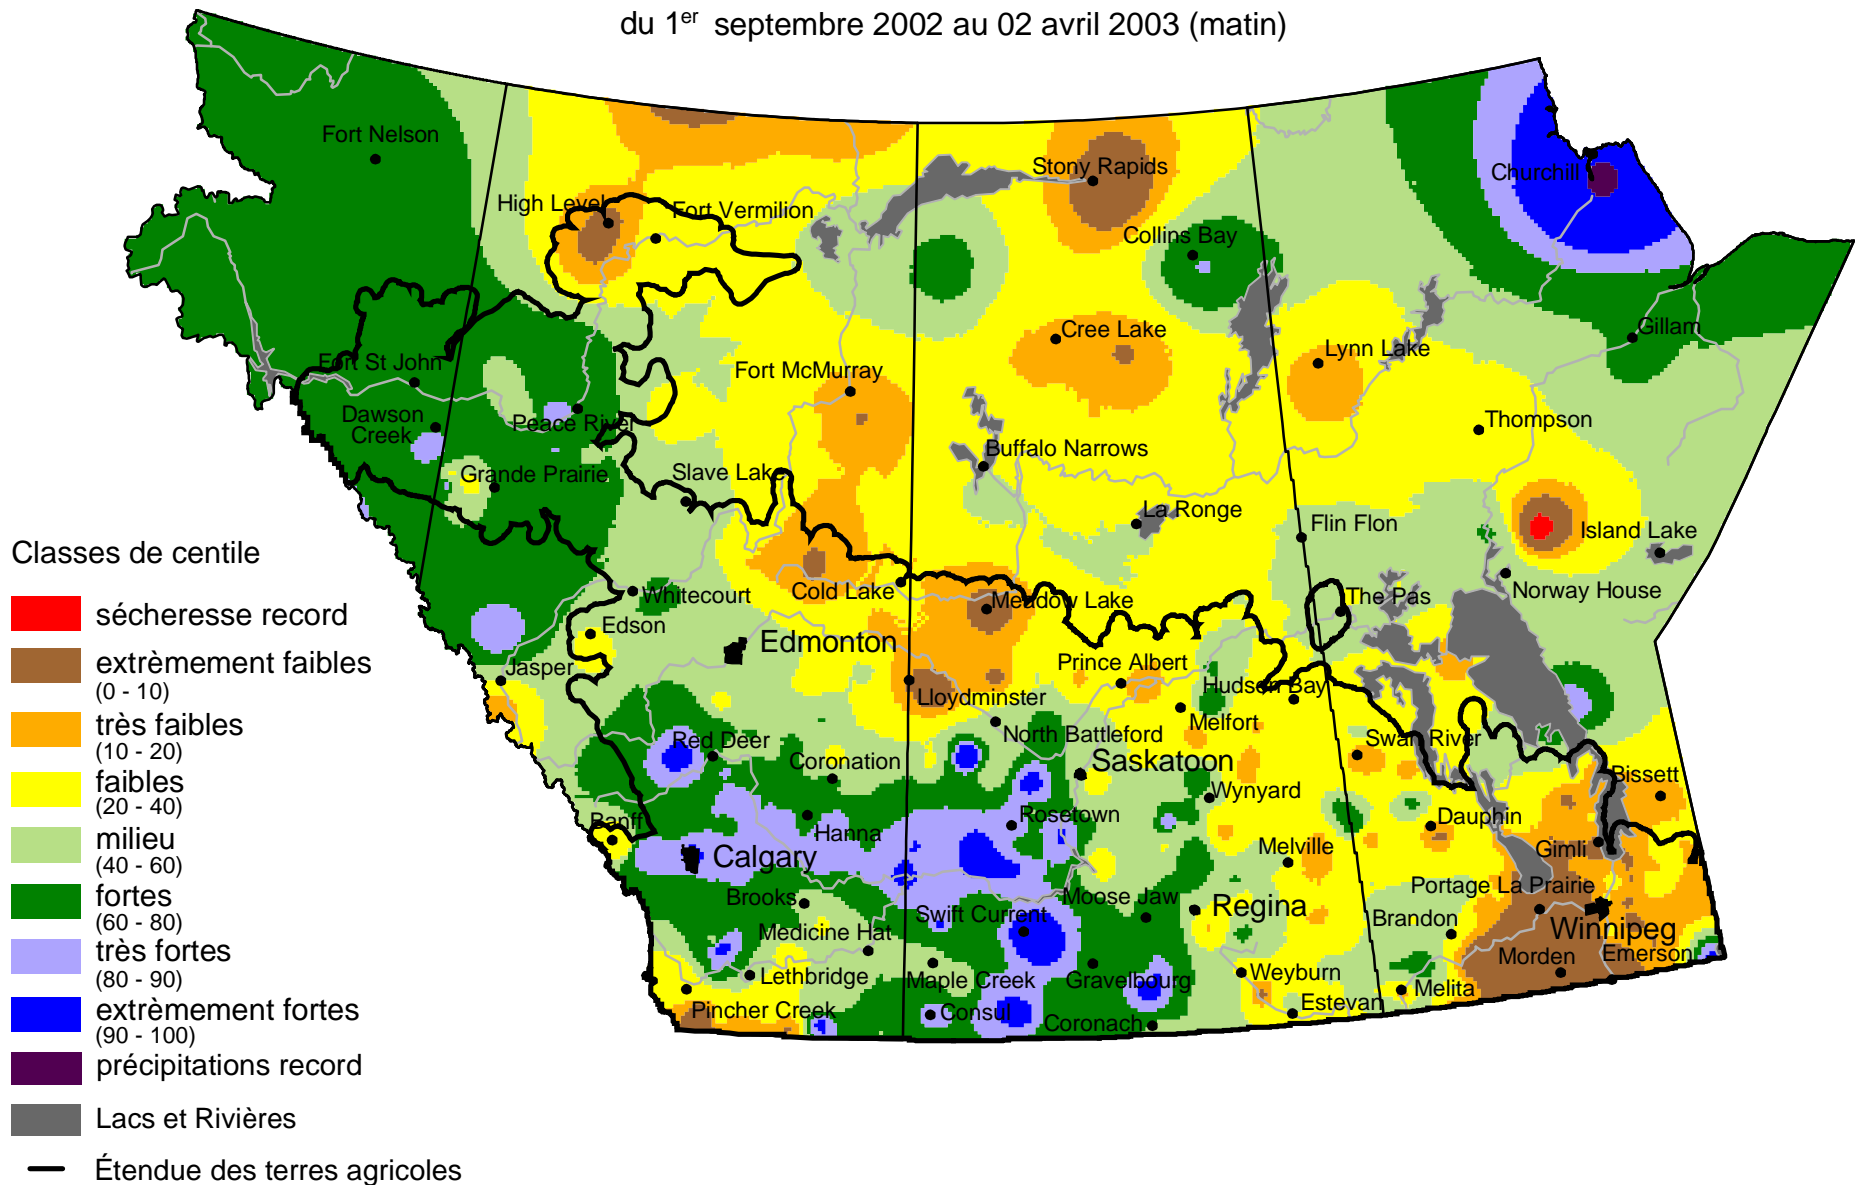 du 1er septembre 2002 au 02 avril 2003 (matin)
Fort Nelson
Churchill
Stony Rapids
High Level
Fort Vermilion
Collins Bay
Gillam
Cree Lake
Lynn Lake
Fort St John
Fort McMurray
Dawson
Creek
Peace River
Thompson
Buffalo Narrows
Grande Prairie
Slave Lake
La Ronge
Flin Flon
Island Lake
Classes de centile
sécheresse record
extrèmement faibles
(0 - 10)
très faibles
(10 - 20)
faibles
(20 - 40)
milieu
(40 - 60)
fortes
(60 - 80)
très fortes
(80 - 90)
extrèmement fortes
(90 - 100)
précipitations record
Lacs et Rivières
Étendue des terres agricoles
Whitecourt
Cold Lake
Meadow Lake
The Pas
Norway House
Edson
Edmonton
Jasper
Prince Albert
Lloydminster
Hudson Bay
North Battleford
Melfort
Red Deer
Coronation
Saskatoon
Swan River
Bissett
Wynyard
Banff
Hanna
Rosetown
Dauphin
Calgary
Melville
Gimli
Brooks
Moose Jaw
Portage La Prairie
Swift Current
Regina
Brandon
Medicine Hat
Winnipeg
Lethbridge
Maple Creek
Gravelbourg
Weyburn
Morden
Emerson
Pincher Creek
Consul
Coronach
Estevan
Melita